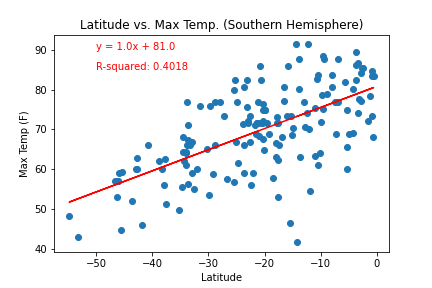 Latitude vs. Max Temp. (Southern Hemisphere)
y = 1.0x + 81.0
R-squared: 0.4018
90
80
70
60
50
40
Max Temp (F)
−50 −40 −30 −20 −10 0
Latitude